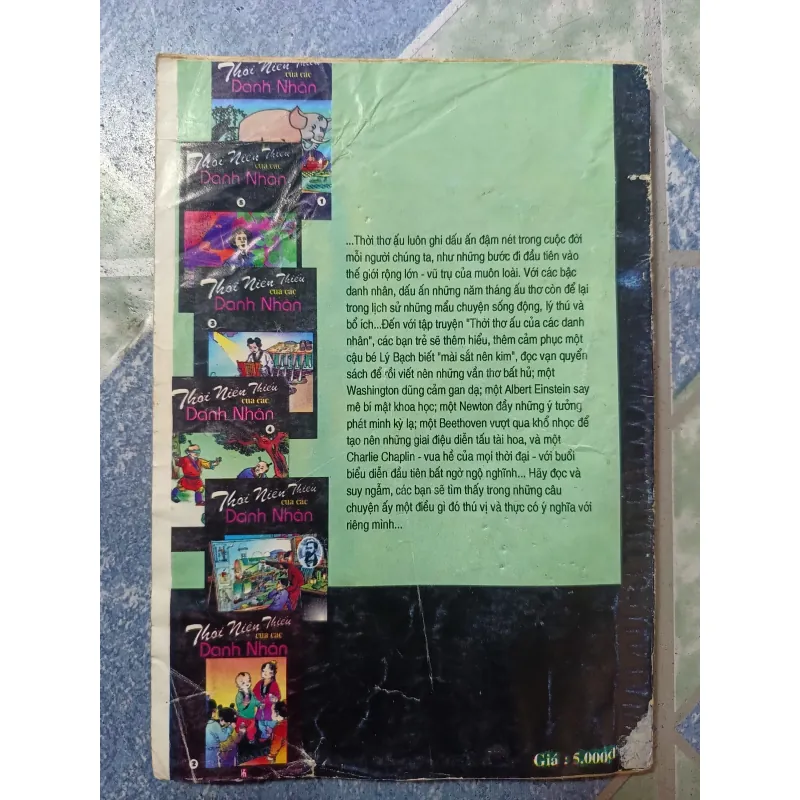 Thời Niên Thiếu
của các
Danh Nhân
1
Thời Niên Thiếu
của các
Danh Nhân
5
Thời Niên Thiếu
của các
Danh Nhân
3
Thời Niên Thiếu
của các
Danh Nhân
4
Thời Niên Thiếu
của các
Danh Nhân
Thời Niên Thiếu
của các
Danh Nhân
2
...Thời thơ ấu luôn ghi dấu ấn đậm nét trong cuộc đời
mỗi người chúng ta, như những bước đi đầu tiên vào
thế giới rộng lớn - vũ trụ của muôn loài. Với các bậc
danh nhân, dấu ấn những năm tháng ấu thơ còn để lại
trong lịch sử những mẩu chuyện sống động, lý thú và
bổ ích...Đến với tập truyện "Thời thơ ấu của các danh
nhân", các bạn trẻ sẽ thêm hiểu, thêm cảm phục một
cậu bé Lý Bạch biết "mài sắt nên kim", đọc vạn quyển
sách để rồi viết nên những vần thơ bất hủ; một
Washington dũng cảm gan dạ; một Albert Einstein say
mê bí mật khoa học; một Newton đầy những ý tưởng
phát minh kỳ lạ; một Beethoven vượt qua khổ nhọc để
tạo nên những giai điệu diễn tấu tài hoa, và một
Charlie Chaplin - vua hề của mọi thời đại - với buổi
biểu diễn đầu tiên bất ngờ ngộ nghĩnh... Hãy đọc và
suy ngẫm, các bạn sẽ tìm thấy trong những câu
chuyện ấy một điều gì đó thú vị và thực có ý nghĩa với
riêng mình...
Giá : 5.000đ